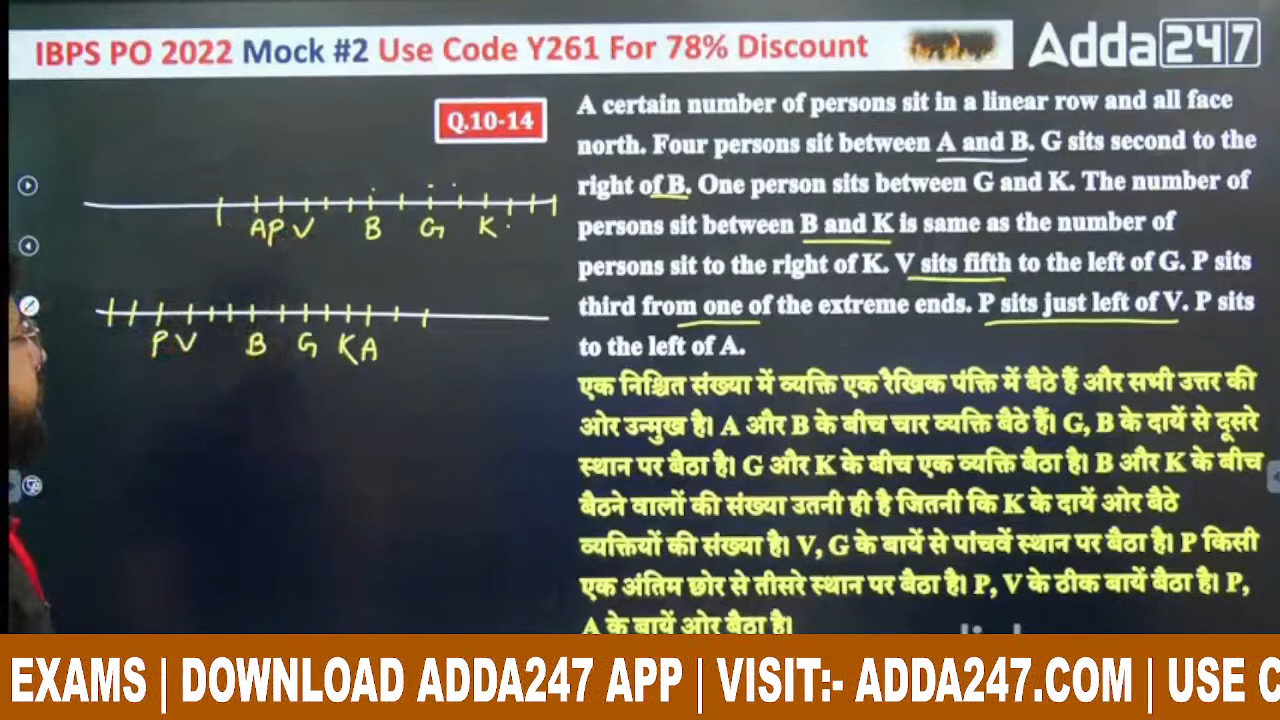 IBPS PO 2022 Mock #2 Use Code Y261 For 78% Discount
Adda247
Q.10-14
A certain number of persons sit in a linear row and all face
north. Four persons sit between A and B. G sits second to the
right of B. One person sits between G and K. The number of
persons sit between B and K is same as the number of
persons sit to the right of K. V sits fifth to the left of G. P sits
third from one of the extreme ends. P sits just left of V. P sits
to the left of A.
एक निश्चित संख्या में व्यक्ति एक रैखिक पंक्ति में बैठे हैं और सभी उत्तर की
ओर उन्मुख है। A और B के बीच चार व्यक्ति बैठे हैं। G, B के दायें से दूसरे
स्थान पर बैठा है। G और K के बीच एक व्यक्ति बैठा है। B और K के बीच
बैठने वालों की संख्या उतनी ही है जितनी कि K के दायें ओर बैठे
व्यक्तियों की संख्या है। V, G के बायें से पांचवें स्थान पर बैठा है। P किसी
एक अंतिम छोर से तीसरे स्थान पर बैठा है। P, V के ठीक बायें बैठा है। P,
A के बायें ओर बैठा है।
A P V B G K
P V B G K A
EXAMS | DOWNLOAD ADDA247 APP | VISIT:- ADDA247.COM | USE C